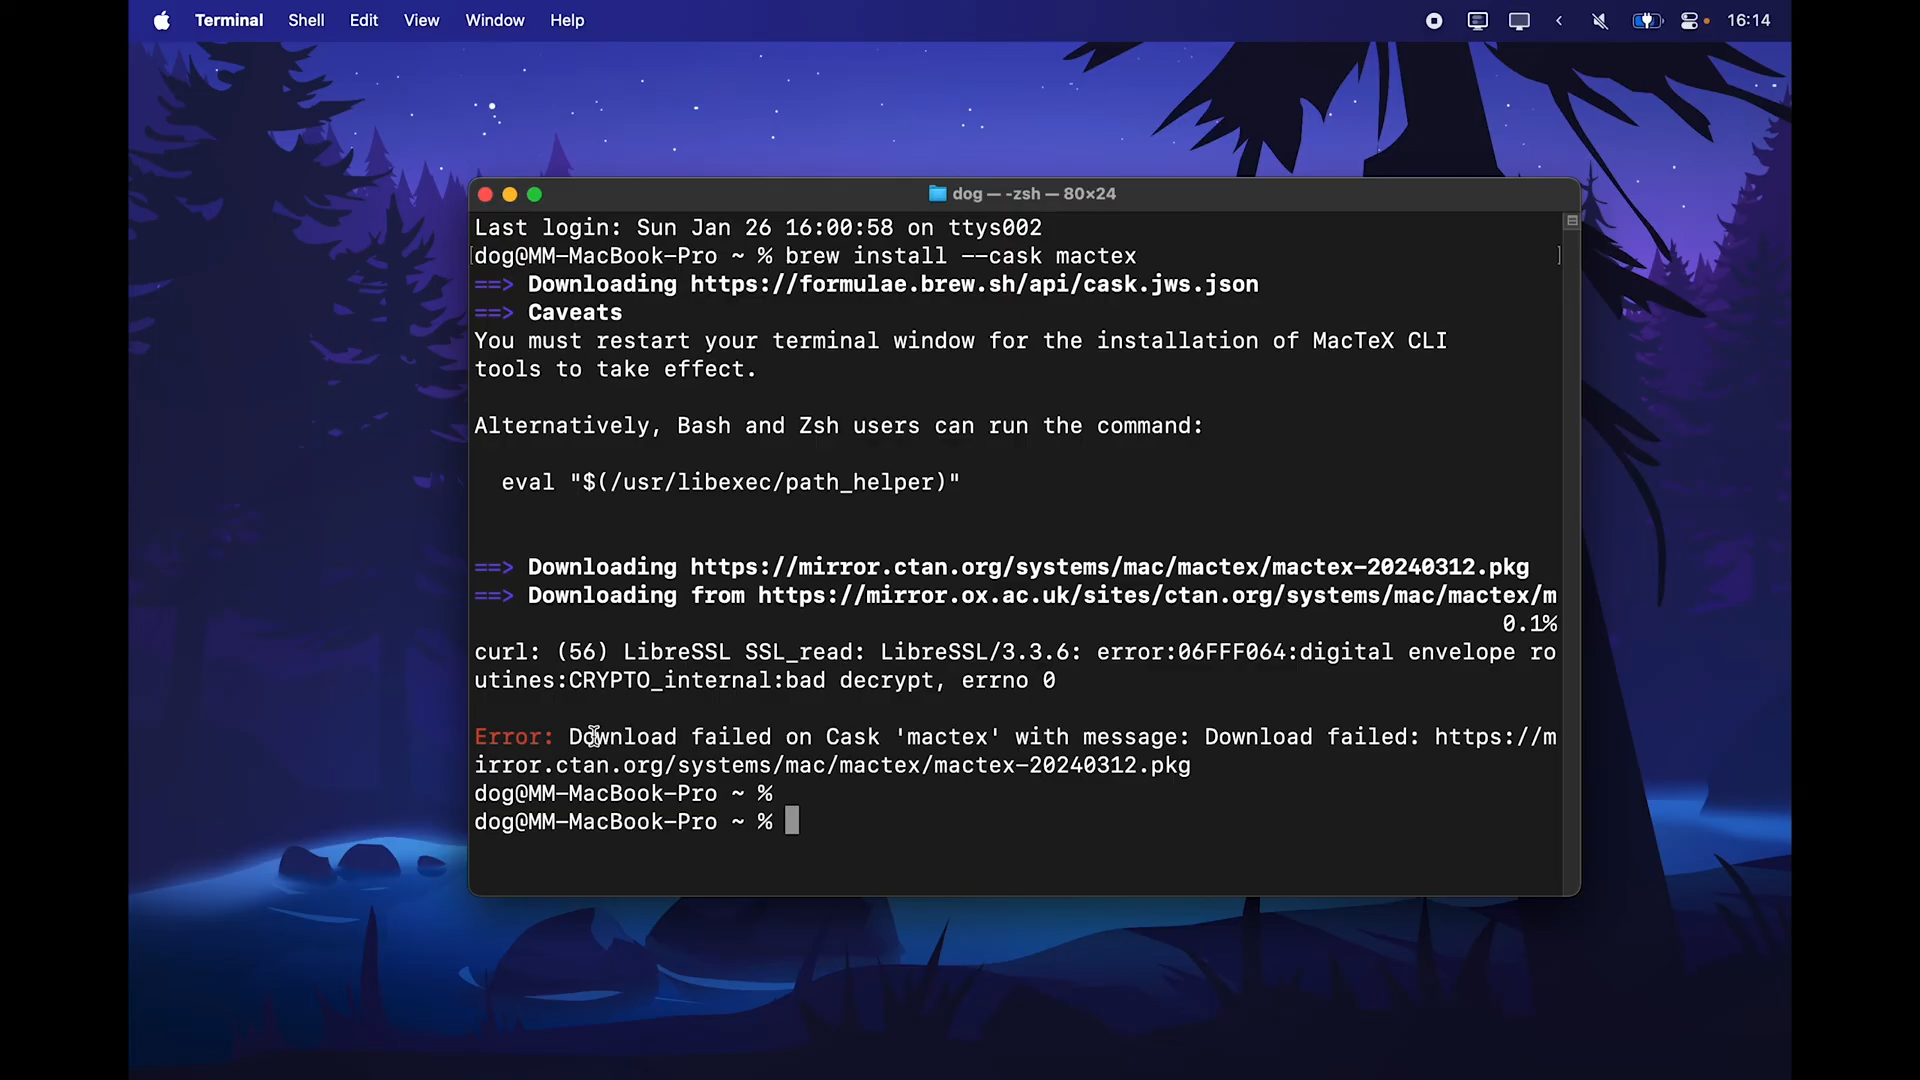 Terminal Shell Edit View Window Help 16:14
dog — -zsh — 80×24
Last login: Sun Jan 26 16:00:58 on ttys002
[dog@MM-MacBook-Pro ~ % brew install --cask mactex ]
==> Downloading https://formulae.brew.sh/api/cask.jws.json
==> Caveats
You must restart your terminal window for the installation of MacTeX CLI
tools to take effect.
Alternatively, Bash and Zsh users can run the command:
eval "$(/usr/libexec/path_helper)"
==> Downloading https://mirror.ctan.org/systems/mac/mactex/mactex-20240312.pkg
==> Downloading from https://mirror.ox.ac.uk/sites/ctan.org/systems/mac/mactex/m
0.1%
curl: (56) LibreSSL SSL_read: LibreSSL/3.3.6: error:06FFF064:digital envelope ro
utines:CRYPTO_internal:bad decrypt, errno 0
Error: Download failed on Cask 'mactex' with message: Download failed: https://m
irror.ctan.org/systems/mac/mactex/mactex-20240312.pkg
dog@MM-MacBook-Pro ~ %
dog@MM-MacBook-Pro ~ %